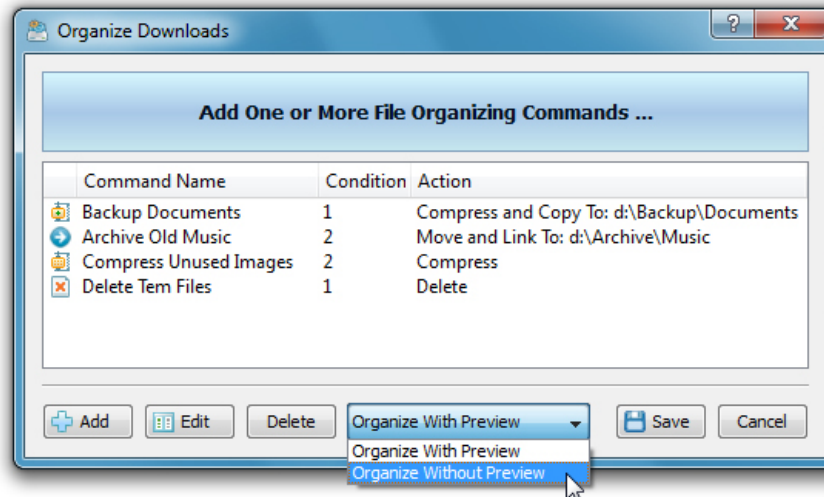 Organize Downloads
Add One or More File Organizing Commands ...
Command Name Condition Action
Backup Documents 1 Compress and Copy To: d:\Backup\Documents
Archive Old Music 2 Move and Link To: d:\Archive\Music
Compress Unused Images 2 Compress
Delete Tem Files 1 Delete
Add Edit Delete Organize With Preview Save Cancel
Organize With Preview
Organize Without Preview